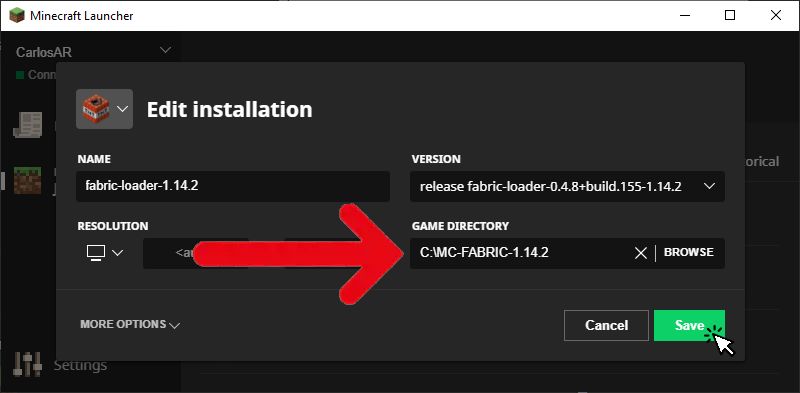 Minecraft Launcher
CarlosAR
Conn
Edit installation
NAME
VERSION
fabric-loader-1.14.2
release fabric-loader-0.4.8+build.155-1.14.2
orical
RESOLUTION
GAME DIRECTORY
<au
C:\MC-FABRIC-1.14.2
BROWSE
MORE OPTIONS
Cancel
Save
Settings